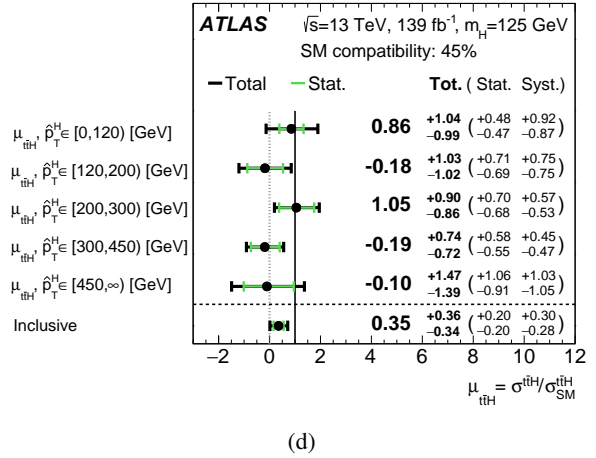 ATLAS √s=13 TeV, 139 fb⁻¹, m_H=125 GeV
SM compatibility: 45%
Total Stat. Tot. ( Stat. Syst. )
μ_tt̄H, p̂_T^H∈ [0,120) [GeV] 0.86 +1.04 −0.99 ( +0.48 −0.47 +0.92 −0.87 )
μ_tt̄H, p̂_T^H∈ [120,200) [GeV] -0.18 +1.03 −1.02 ( +0.71 −0.69 +0.75 −0.75 )
μ_tt̄H, p̂_T^H∈ [200,300) [GeV] 1.05 +0.90 −0.86 ( +0.70 −0.68 +0.57 −0.53 )
μ_tt̄H, p̂_T^H∈ [300,450) [GeV] -0.19 +0.74 −0.72 ( +0.58 −0.55 +0.45 −0.47 )
μ_tt̄H, p̂_T^H∈ [450,∞) [GeV] -0.10 +1.47 −1.39 ( +1.06 −0.91 +1.03 −1.05 )
Inclusive 0.35 +0.36 −0.34 ( +0.20 −0.20 +0.30 −0.28 )
−2 0 2 4 6 8 10 12
μ_tt̄H = σ^tt̄H/σ_SM^tt̄H
(d)